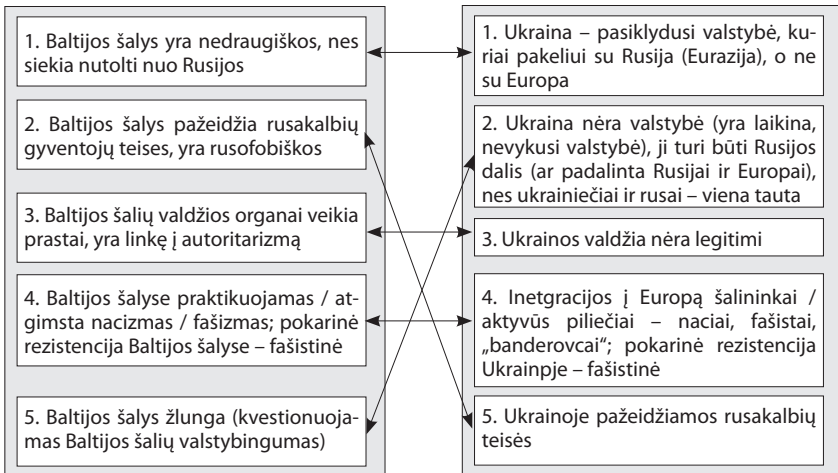 1. Baltijos šalys yra nedraugiškos, nes
siekia nutolti nuo Rusijos
2. Baltijos šalys pažeidžia rusakalbių
gyventojų teises, yra rusofobiškos
3. Baltijos šalių valdžios organai veikia
prastai, yra linkę į autoritarizmą
4. Baltijos šalyse praktikuojamas / at-
gimsta nacizmas / fašizmas; pokarinė
rezistencija Baltijos šalyse – fašistinė
5. Baltijos šalys žlunga (kvestionuoja-
mas Baltijos šalių valstybingumas)
1. Ukraina – pasiklydusi valstybė, ku-
riai pakeliui su Rusija (Eurazija), o ne
su Europa
2. Ukraina nėra valstybė (yra laikina,
nevykusi valstybė), ji turi būti Rusijos
dalis (ar padalinta Rusijai ir Europai),
nes ukrainiečiai ir rusai – viena tauta
3. Ukrainos valdžia nėra legitimi
4. Inetgracijos į Europą šalininkai /
aktyvūs piliečiai – naciai, fašistai,
„banderovcai“; pokarinė rezistencija
Ukrainpje – fašistinė
5. Ukrainoje pažeidžiamos rusakalbių
teisės